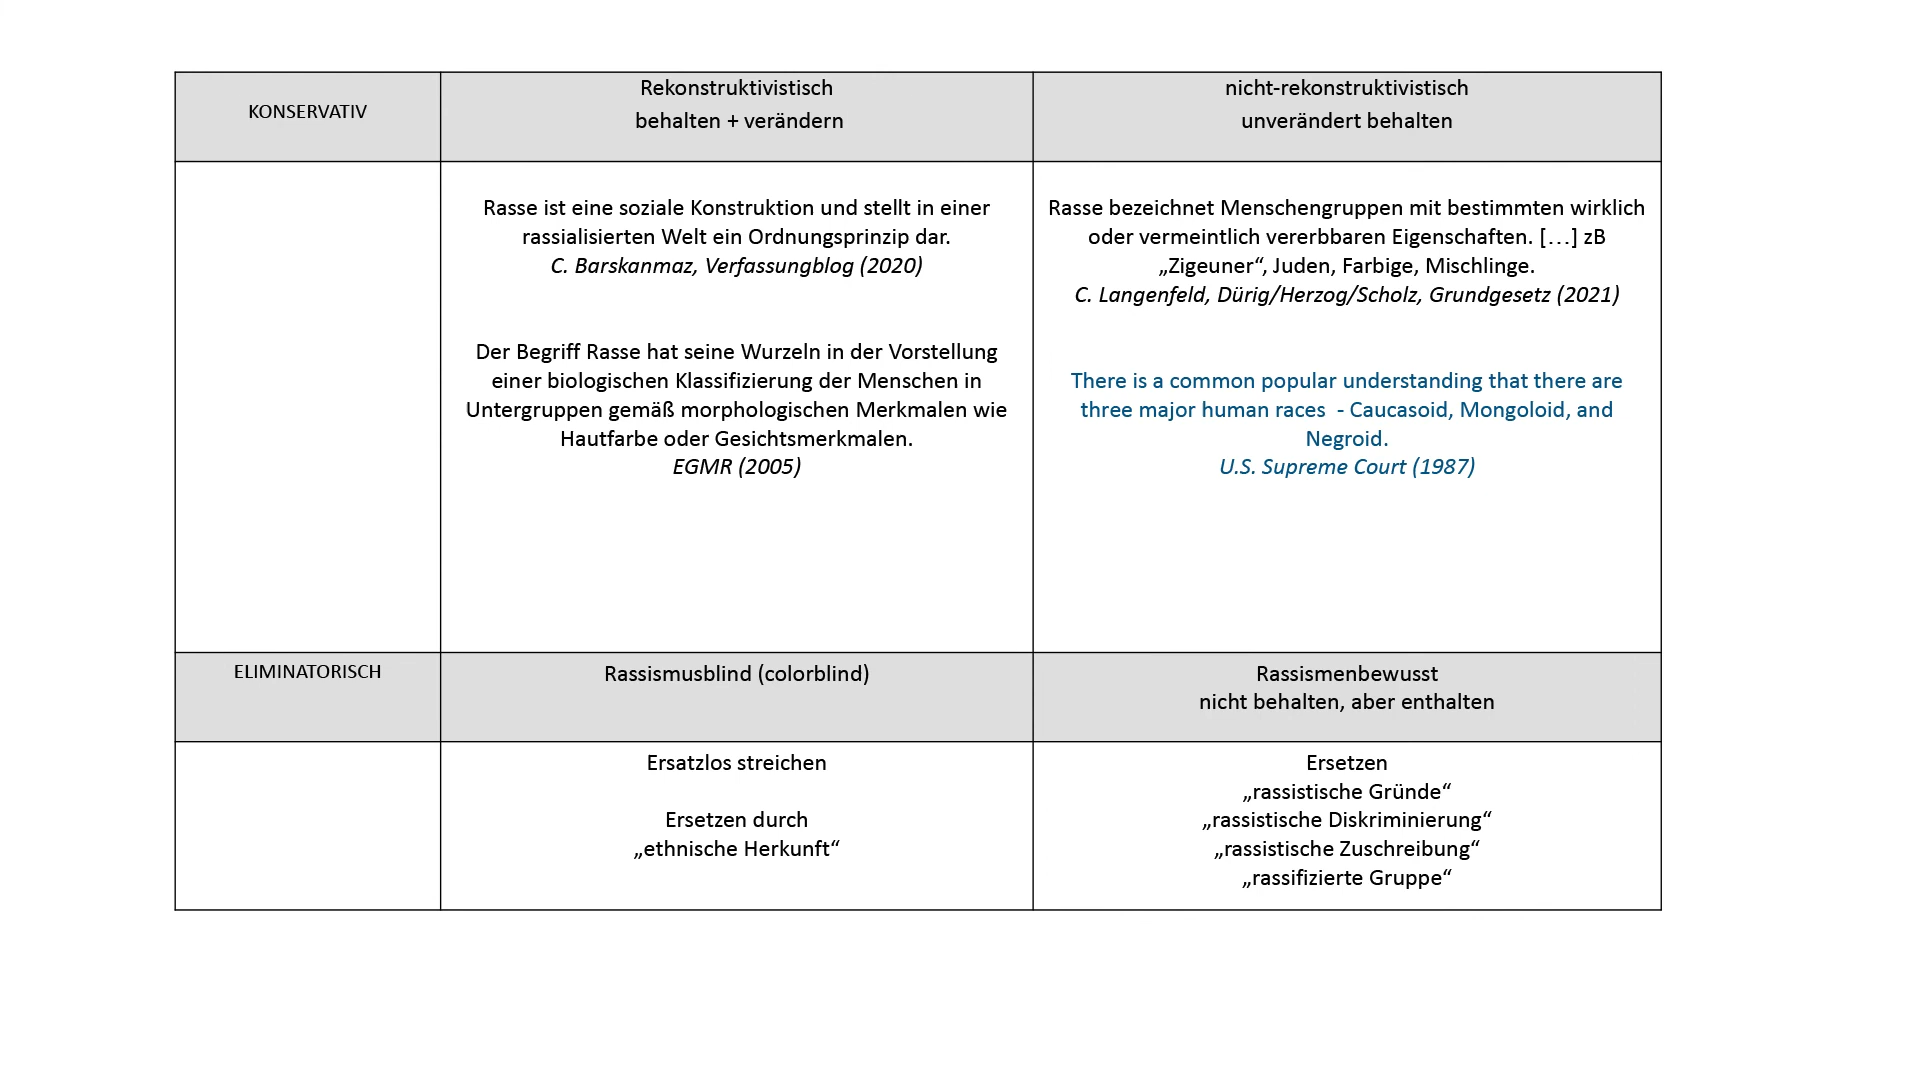 KONSERVATIV
Rekonstruktivistisch
behalten + verändern
nicht-rekonstruktivistisch
unverändert behalten
Rasse ist eine soziale Konstruktion und stellt in einer
rassialisierten Welt ein Ordnungsprinzip dar.
C. Barskanmaz, Verfassungblog (2020)
Der Begriff Rasse hat seine Wurzeln in der Vorstellung
einer biologischen Klassifizierung der Menschen in
Untergruppen gemäß morphologischen Merkmalen wie
Hautfarbe oder Gesichtsmerkmalen.
EGMR (2005)
Rasse bezeichnet Menschengruppen mit bestimmten wirklich
oder vermeintlich vererbbaren Eigenschaften. […] zB
„Zigeuner“, Juden, Farbige, Mischlinge.
C. Langenfeld, Dürig/Herzog/Scholz, Grundgesetz (2021)
There is a common popular understanding that there are
three major human races  - Caucasoid, Mongoloid, and
Negroid.
U.S. Supreme Court (1987)
ELIMINATORISCH
Rassismusblind (colorblind)
Rassismenbewusst
nicht behalten, aber enthalten
Ersatzlos streichen
Ersetzen durch
„ethnische Herkunft“
Ersetzen
„rassistische Gründe“
„rassistische Diskriminierung“
„rassistische Zuschreibung“
„rassifizierte Gruppe“